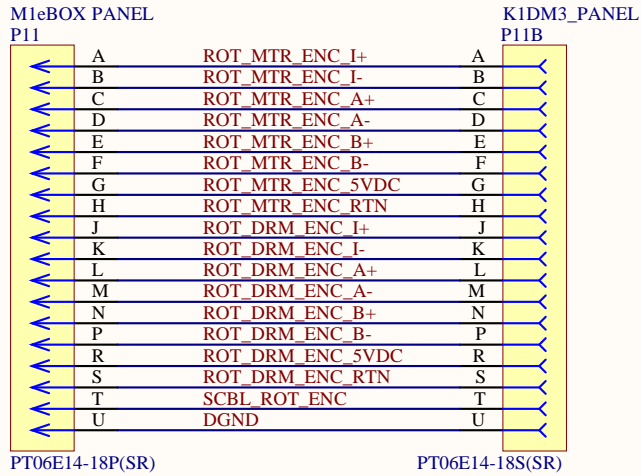 M1eBOX PANEL K1DM3_PANEL
P11 P11B
A ROT_MTR_ENC_I+ A
B ROT_MTR_ENC_I- B
C ROT_MTR_ENC_A+ C
D ROT_MTR_ENC_A- D
E ROT_MTR_ENC_B+ E
F ROT_MTR_ENC_B- F
G ROT_MTR_ENC_5VDC G
H ROT_MTR_ENC_RTN H
J ROT_DRM_ENC_I+ J
K ROT_DRM_ENC_I- K
L ROT_DRM_ENC_A+ L
M ROT_DRM_ENC_A- M
N ROT_DRM_ENC_B+ N
P ROT_DRM_ENC_B- P
R ROT_DRM_ENC_5VDC R
S ROT_DRM_ENC_RTN S
T SCBL_ROT_ENC T
U DGND U
PT06E14-18P(SR) PT06E14-18S(SR)